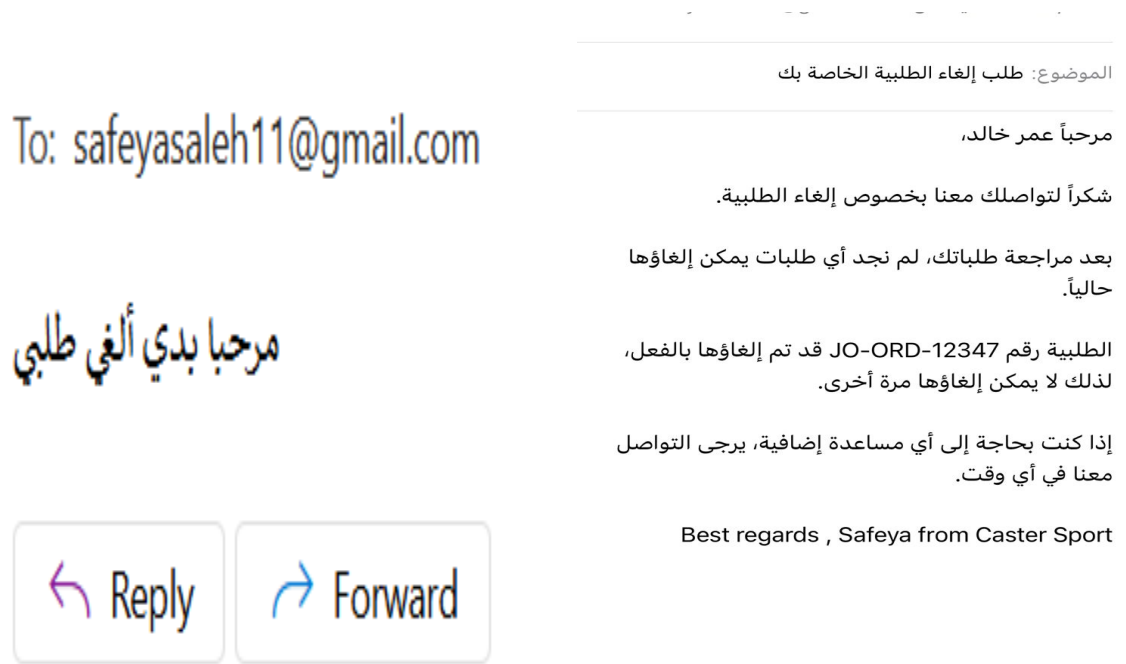 To: safeyasaleh11@gmail.com
مرحبا بدي ألغي طلبي
Reply
Forward
الموضوع: طلب إلغاء الطلبية الخاصة بك
مرحباً عمر خالد،
شكراً لتواصلك معنا بخصوص إلغاء الطلبية.
بعد مراجعة طلباتك، لم نجد أي طلبات يمكن إلغاؤها
حالياً.
الطلبية رقم JO-ORD-12347 قد تم إلغاؤها بالفعل،
لذلك لا يمكن إلغاؤها مرة أخرى.
إذا كنت بحاجة إلى أي مساعدة إضافية، يرجى التواصل
معنا في أي وقت.
Best regards , Safeya from Caster Sport